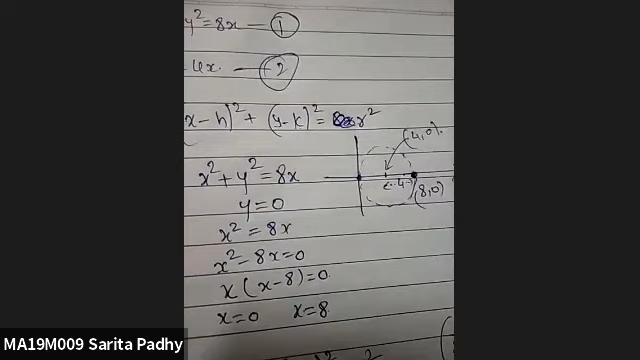 y² = 8x — ①
4x. — ②
x - h)² + (y - k)² = r²
(4,0).
x² + y² = 8x
4
(8,0)
y = 0
x² = 8x
x² - 8x = 0
x (x - 8) = 0
x = 0 x = 8
MA19M009 Sarita Padhy